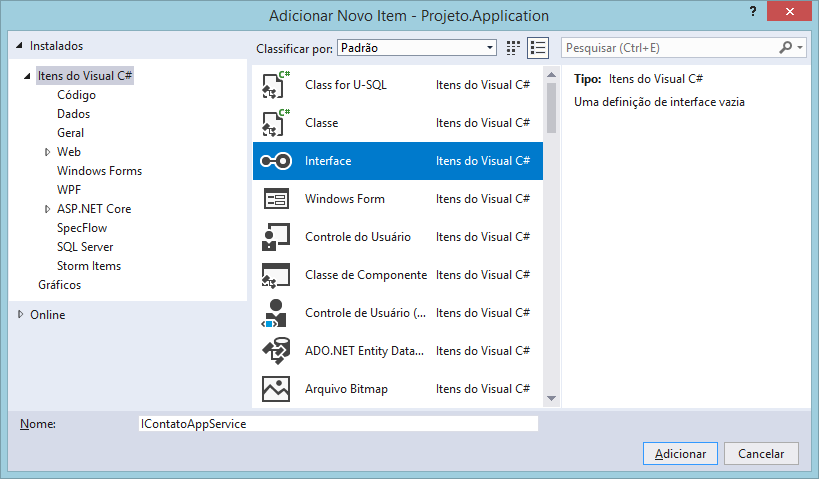 Adicionar Novo Item - Projeto.Application
?
Instalados
Classificar por: Padrão
Pesquisar (Ctrl+E)
Itens do Visual C#
Código
Dados
Geral
Web
Windows Forms
WPF
ASP.NET Core
SpecFlow
SQL Server
Storm Items
Gráficos
Online
Class for U-SQL Itens do Visual C#
Classe Itens do Visual C#
Interface Itens do Visual C#
Windows Form Itens do Visual C#
Controle do Usuário Itens do Visual C#
Classe de Componente Itens do Visual C#
Controle de Usuário (... Itens do Visual C#
ADO.NET Entity Data... Itens do Visual C#
Arquivo Bitmap Itens do Visual C#
Tipo: Itens do Visual C#
Uma definição de interface vazia
Nome: IContatoAppService
Adicionar Cancelar